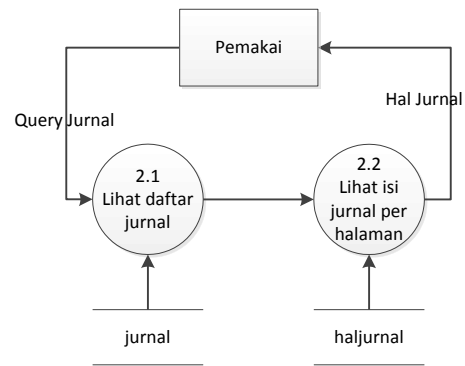 Pemakai
Query Jurnal
Hal Jurnal
2.1
Lihat daftar
jurnal
2.2
Lihat isi
jurnal per
halaman
jurnal
haljurnal